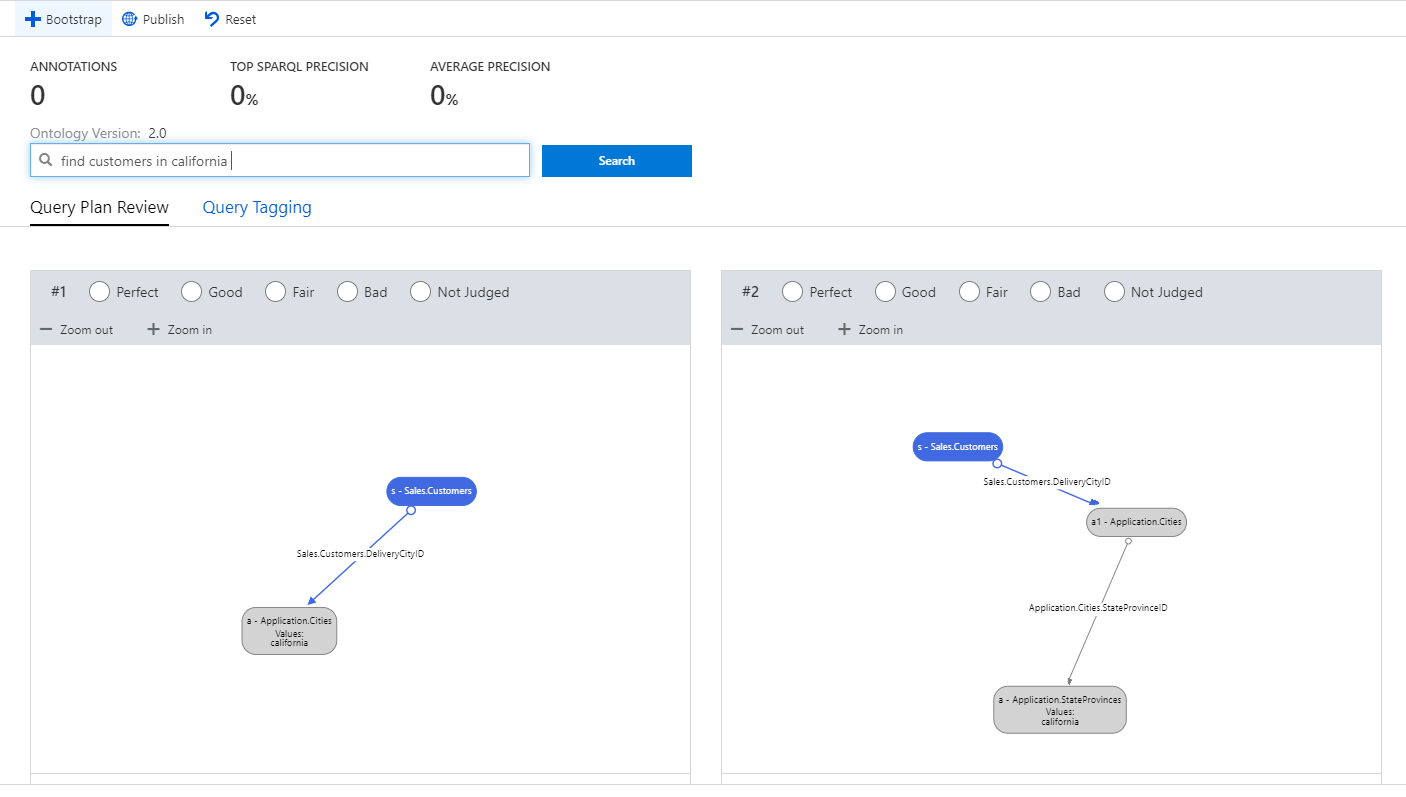 Bootstrap Publish Reset
ANNOTATIONS TOP SPARQL PRECISION AVERAGE PRECISION
0 0% 0%
Ontology Version: 2.0
find customers in california Search
Query Plan Review Query Tagging
#1 Perfect Good Fair Bad Not Judged
Zoom out Zoom in
s - Sales.Customers
Sales.Customers.DeliveryCityID
a - Application.Cities
Values:
california
#2 Perfect Good Fair Bad Not Judged
Zoom out Zoom in
s - Sales.Customers
Sales.Customers.DeliveryCityID
a1 - Application.Cities
Application.Cities.StateProvinceID
a - Application.StateProvinces
Values:
california